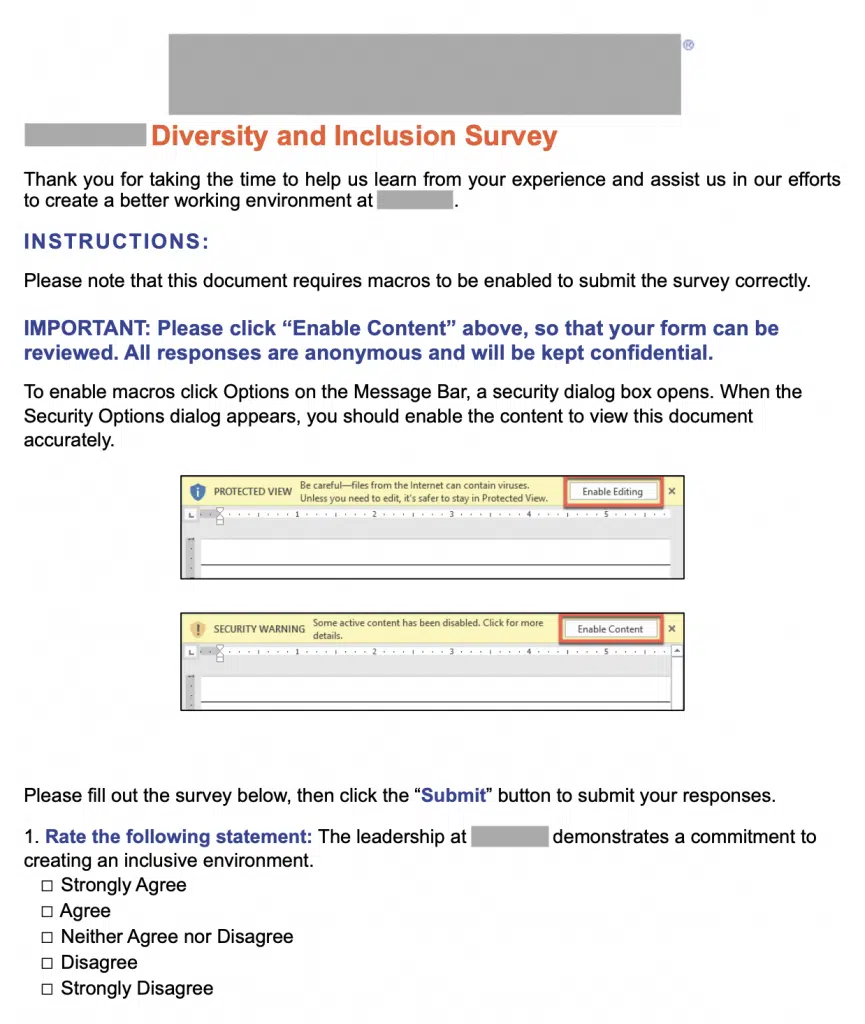 ®
Diversity and Inclusion Survey
Thank you for taking the time to help us learn from your experience and assist us in our efforts
to create a better working environment at .
INSTRUCTIONS:
Please note that this document requires macros to be enabled to submit the survey correctly.
IMPORTANT: Please click “Enable Content” above, so that your form can be
reviewed. All responses are anonymous and will be kept confidential.
To enable macros click Options on the Message Bar, a security dialog box opens. When the
Security Options dialog appears, you should enable the content to view this document
accurately.
PROTECTED VIEW Be careful—files from the Internet can contain viruses.
Unless you need to edit, it's safer to stay in Protected View. Enable Editing ×
L 1 2 3 4 5
SECURITY WARNING Some active content has been disabled. Click for more
details. Enable Content ×
L 1 2 3 4 5
Please fill out the survey below, then click the “Submit” button to submit your responses.
1. Rate the following statement: The leadership at demonstrates a commitment to
creating an inclusive environment.
☐ Strongly Agree
☐ Agree
☐ Neither Agree nor Disagree
☐ Disagree
☐ Strongly Disagree